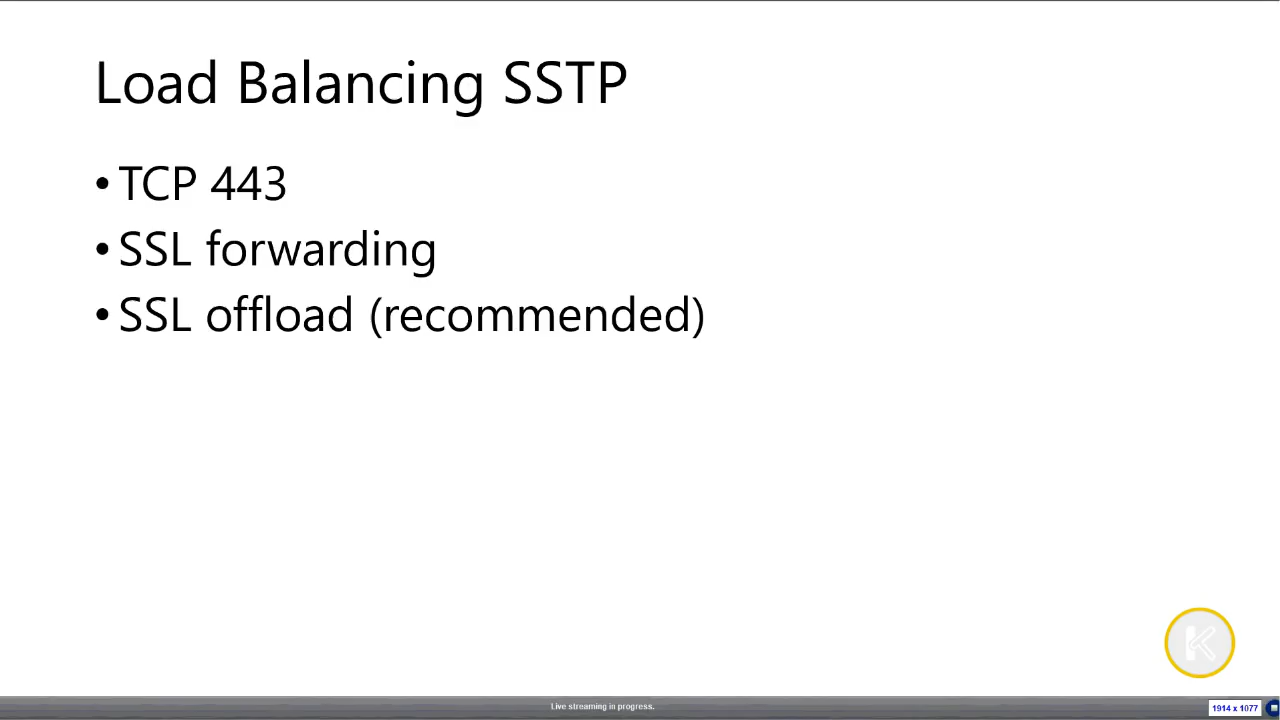 Load Balancing SSTP
• TCP 443
• SSL forwarding
• SSL offload (recommended)
K
Live streaming in progress.
1914 x 1077